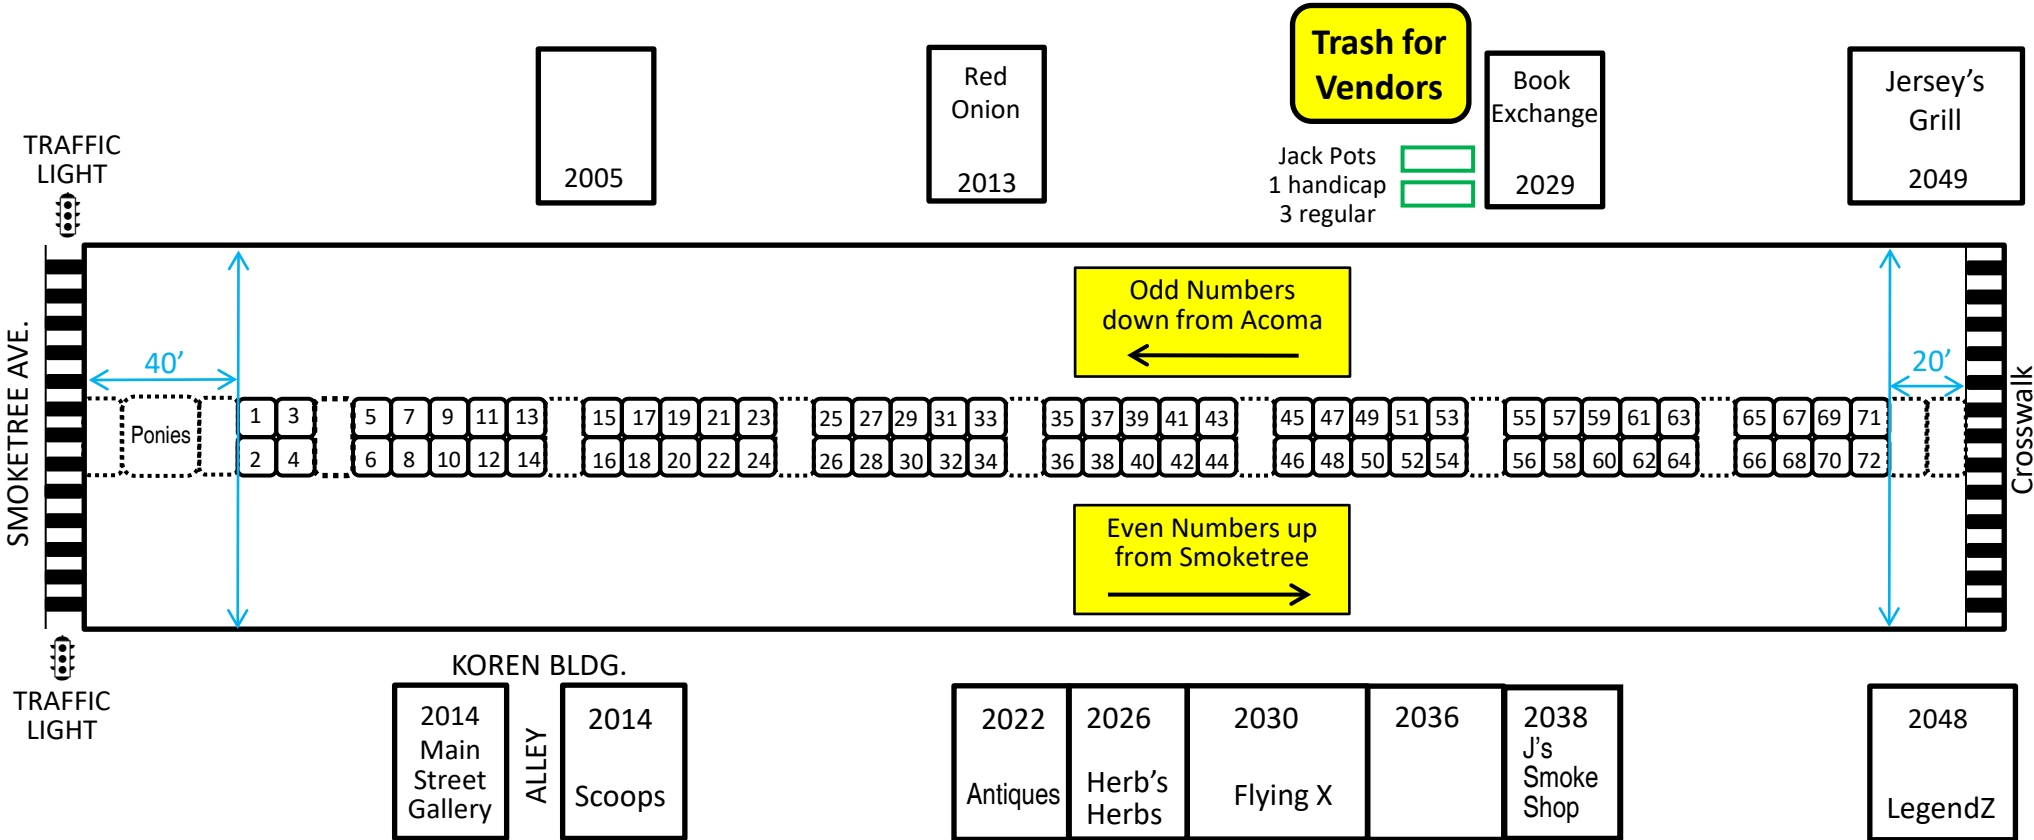 Trash for
Vendors
Red
Onion
2013
2005
Book
Exchange
2029
Jersey's
Grill
2049
TRAFFIC
LIGHT
Jack Pots
1 handicap
3 regular
Odd Numbers
down from Acoma
SMOKETREE AVE.
40'
20'
Crosswalk
Ponies
1 3 5 7 9 11 13 15 17 19 21 23 25 27 29 31 33 35 37 39 41 43 45 47 49 51 53 55 57 59 61 63 65 67 69 71
2 4 6 8 10 12 14 16 18 20 22 24 26 28 30 32 34 36 38 40 42 44 46 48 50 52 54 56 58 60 62 64 66 68 70 72
Even Numbers up
from Smoketree
TRAFFIC
LIGHT
KOREN BLDG.
2014
Main
Street
Gallery
ALLEY
2014
Scoops
2022
Antiques
2026
Herb's
Herbs
2030
Flying X
2036
2038
J's
Smoke
Shop
2048
LegendZ